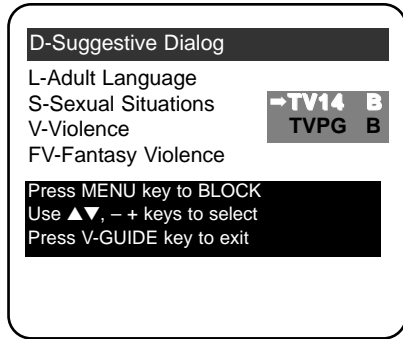 D-Suggestive Dialog
L-Adult Language
S-Sexual Situations
➡TV14 B
V-Violence
TVPG B
FV-Fantasy Violence
Press MENU key to BLOCK
Use ▲▼, – + keys to select
Press V-GUIDE key to exit